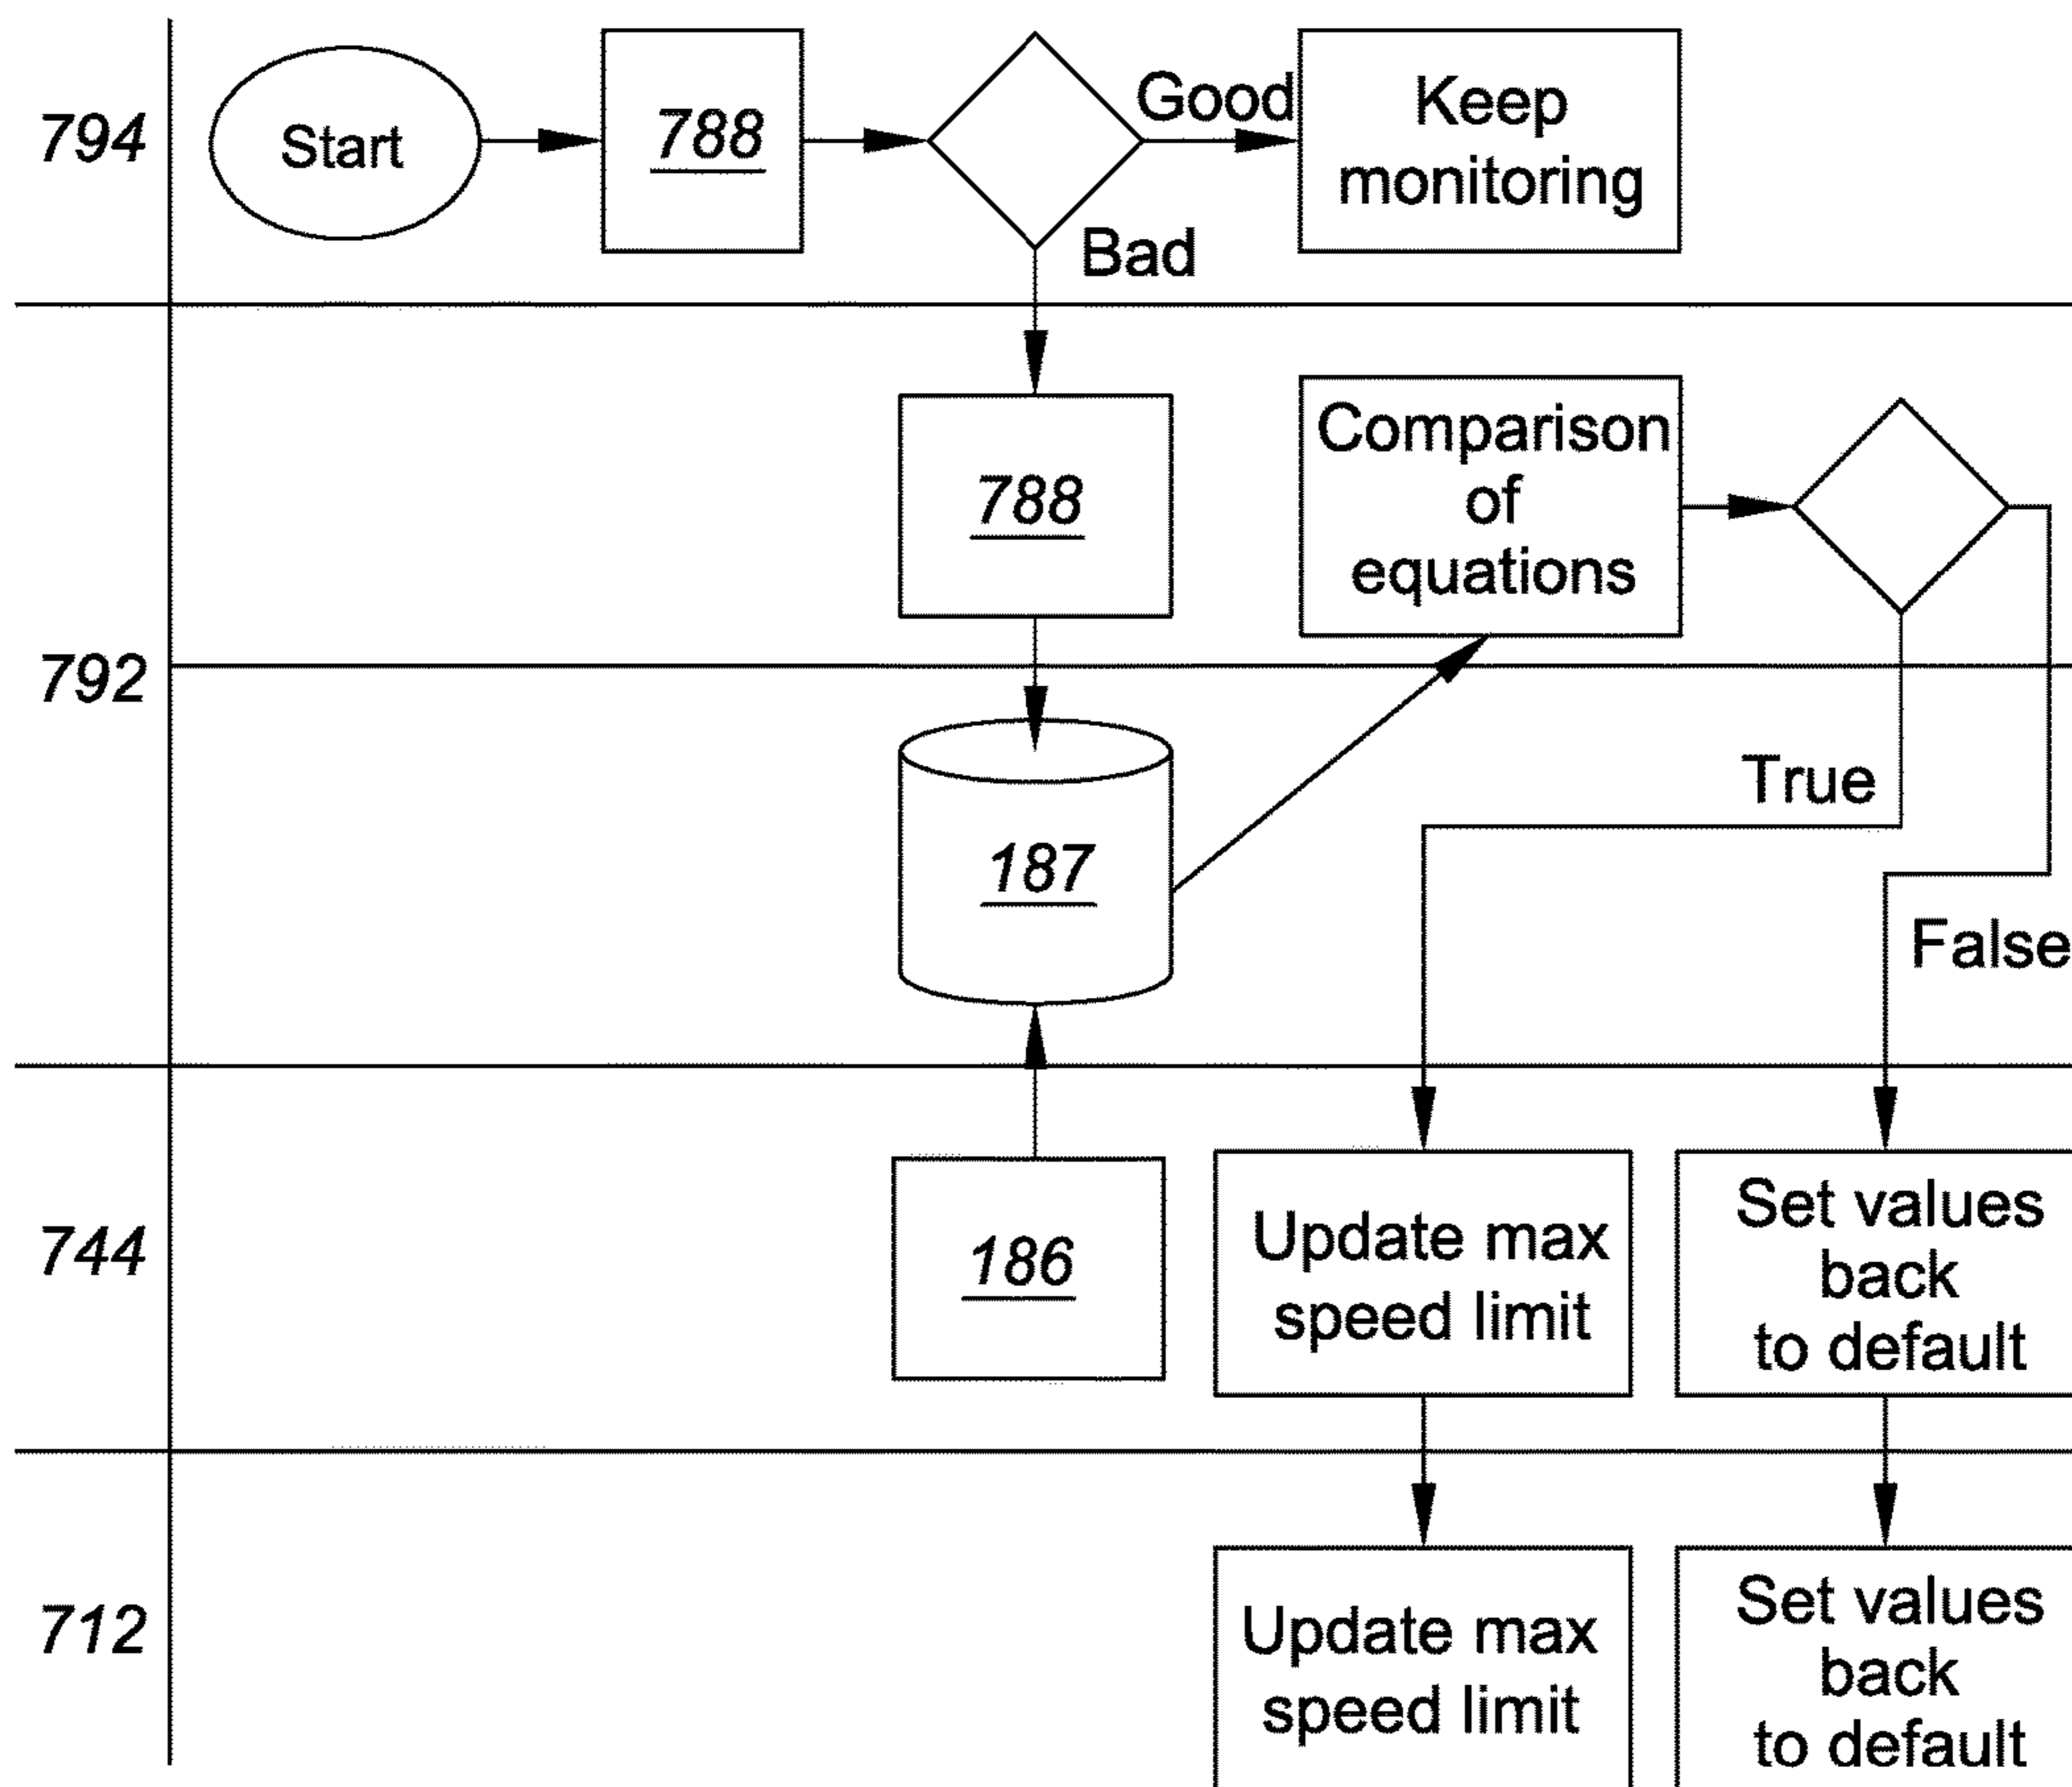 794
Start
788
Good
Keep
monitoring
Bad
792
788
Comparison
of
equations
187
True
False
744
186
Update max
speed limit
Set values
back
to default
712
Update max
speed limit
Set values
back
to default